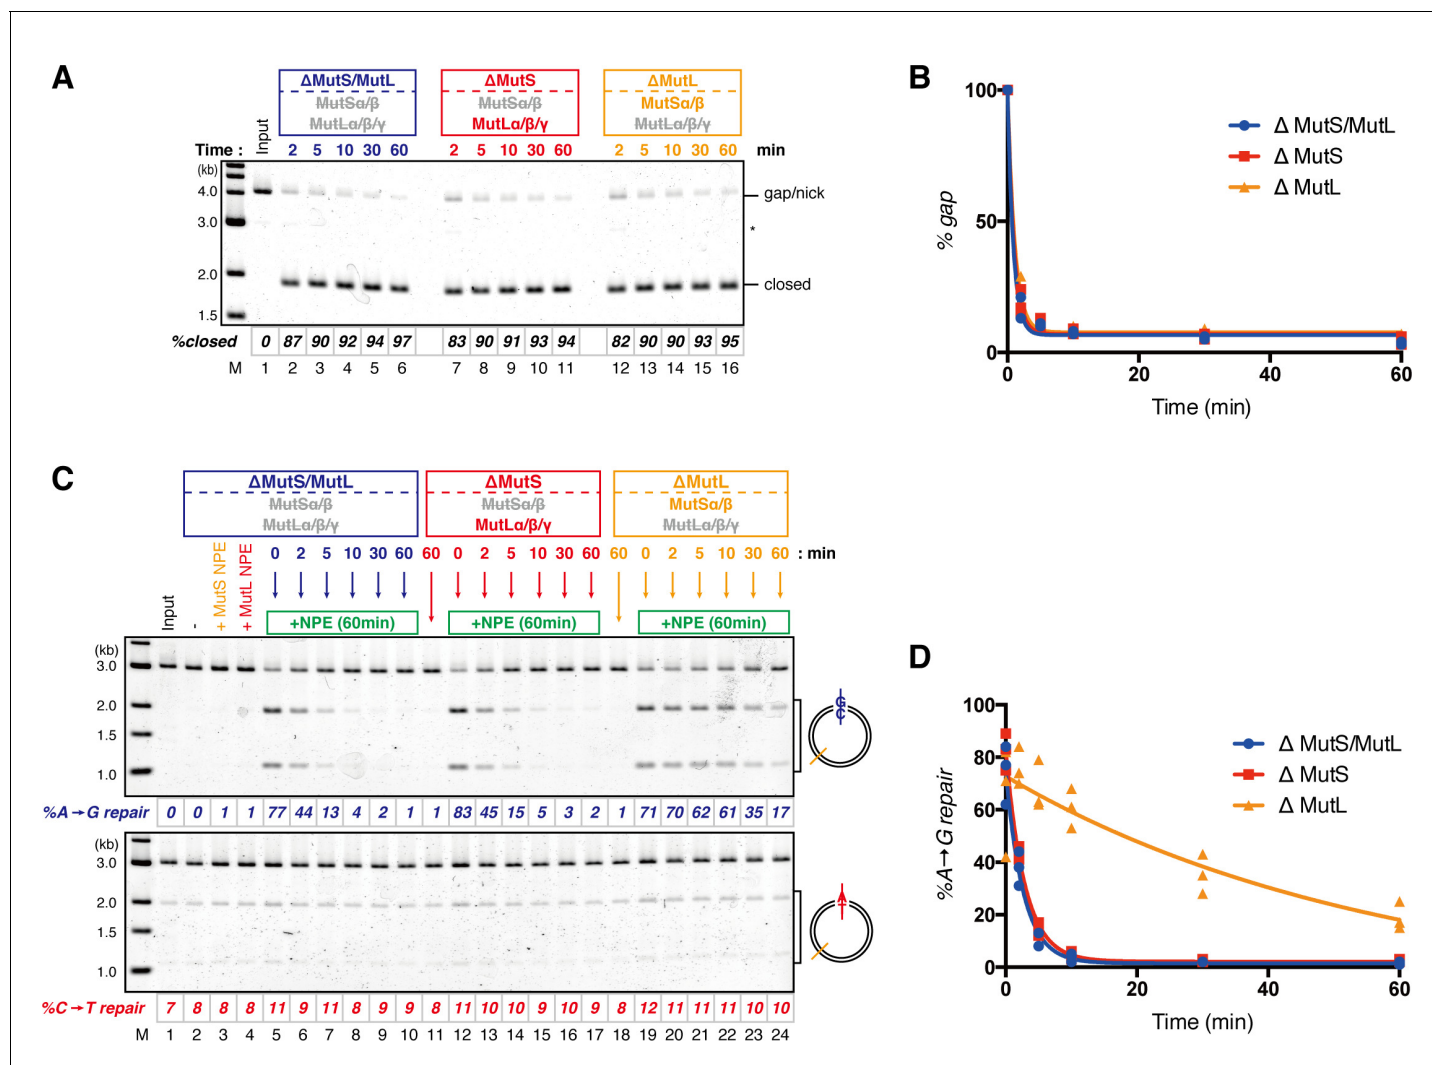 A
ΔMutS/MutL ΔMutS ΔMutL
MutSα/β MutSα/β MutSα/β
MutLα/β/γ MutLα/β/γ MutLα/β/γ
Input
Time : 2 5 10 30 60 2 5 10 30 60 2 5 10 30 60 min
(kb)
4.0 gap/nick
3.0 *
2.0
closed
1.5
%closed 0 87 90 92 94 97 83 90 91 93 94 82 90 90 93 95
M 1 2 3 4 5 6 7 8 9 10 11 12 13 14 15 16
B
100
50
0
% gap
Δ MutS/MutL
Δ MutS
Δ MutL
0 20 40 60
Time (min)
C
ΔMutS/MutL ΔMutS ΔMutL
MutSα/β MutSα/β MutSα/β
MutLα/β/γ MutLα/β/γ MutLα/β/γ
0 2 5 10 30 60 60 0 2 5 10 30 60 60 0 2 5 10 30 60 : min
Input - + MutS NPE + MutL NPE
+NPE (60min) +NPE (60min) +NPE (60min)
(kb)
3.0
2.0
1.5
1.0
G
C
%A→G repair 0 0 1 1 77 44 13 4 2 1 1 83 45 15 5 3 2 1 71 70 62 61 35 17
(kb)
3.0
2.0
1.5
1.0
A
T
%C→T repair 7 8 8 8 11 9 11 8 9 9 8 11 10 10 9 10 9 8 12 11 11 11 10 10
M 1 2 3 4 5 6 7 8 9 10 11 12 13 14 15 16 17 18 19 20 21 22 23 24
D
100
80
60
40
20
0
%A→G repair
Δ MutS/MutL
Δ MutS
Δ MutL
0 20 40 60
Time (min)